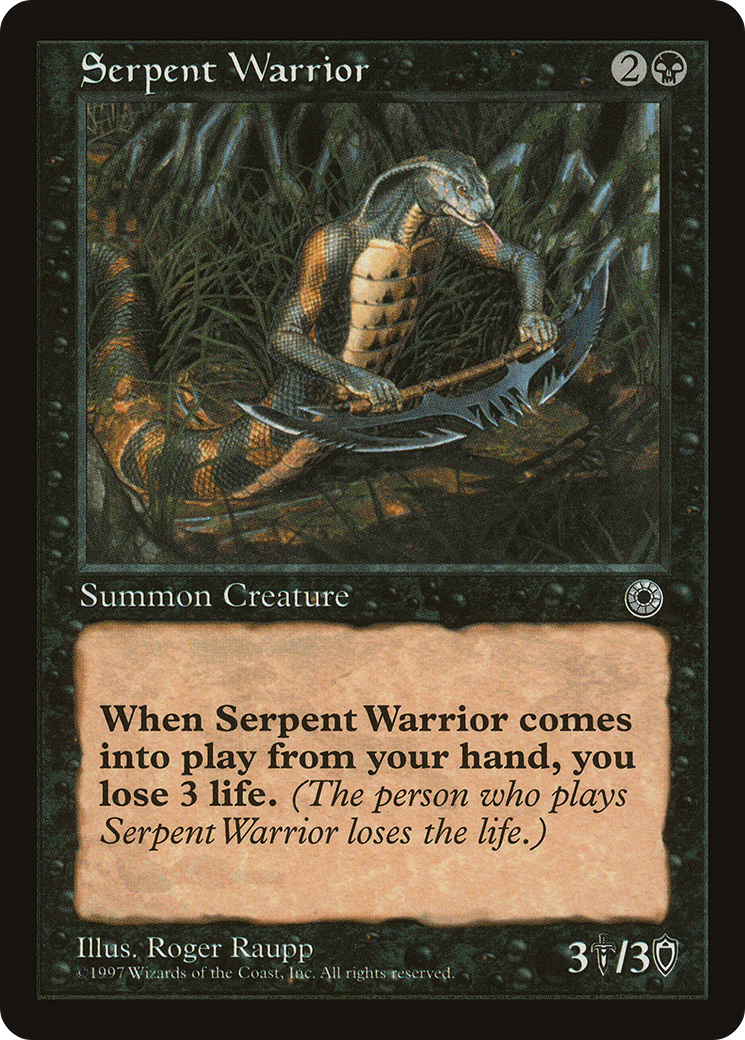 Serpent Warrior 2
Summon Creature
When Serpent Warrior comes
into play from your hand, you
lose 3 life. (The person who plays
Serpent Warrior loses the life.)
Illus. Roger Raupp
©1997 Wizards of the Coast, Inc. All rights reserved.
3/3